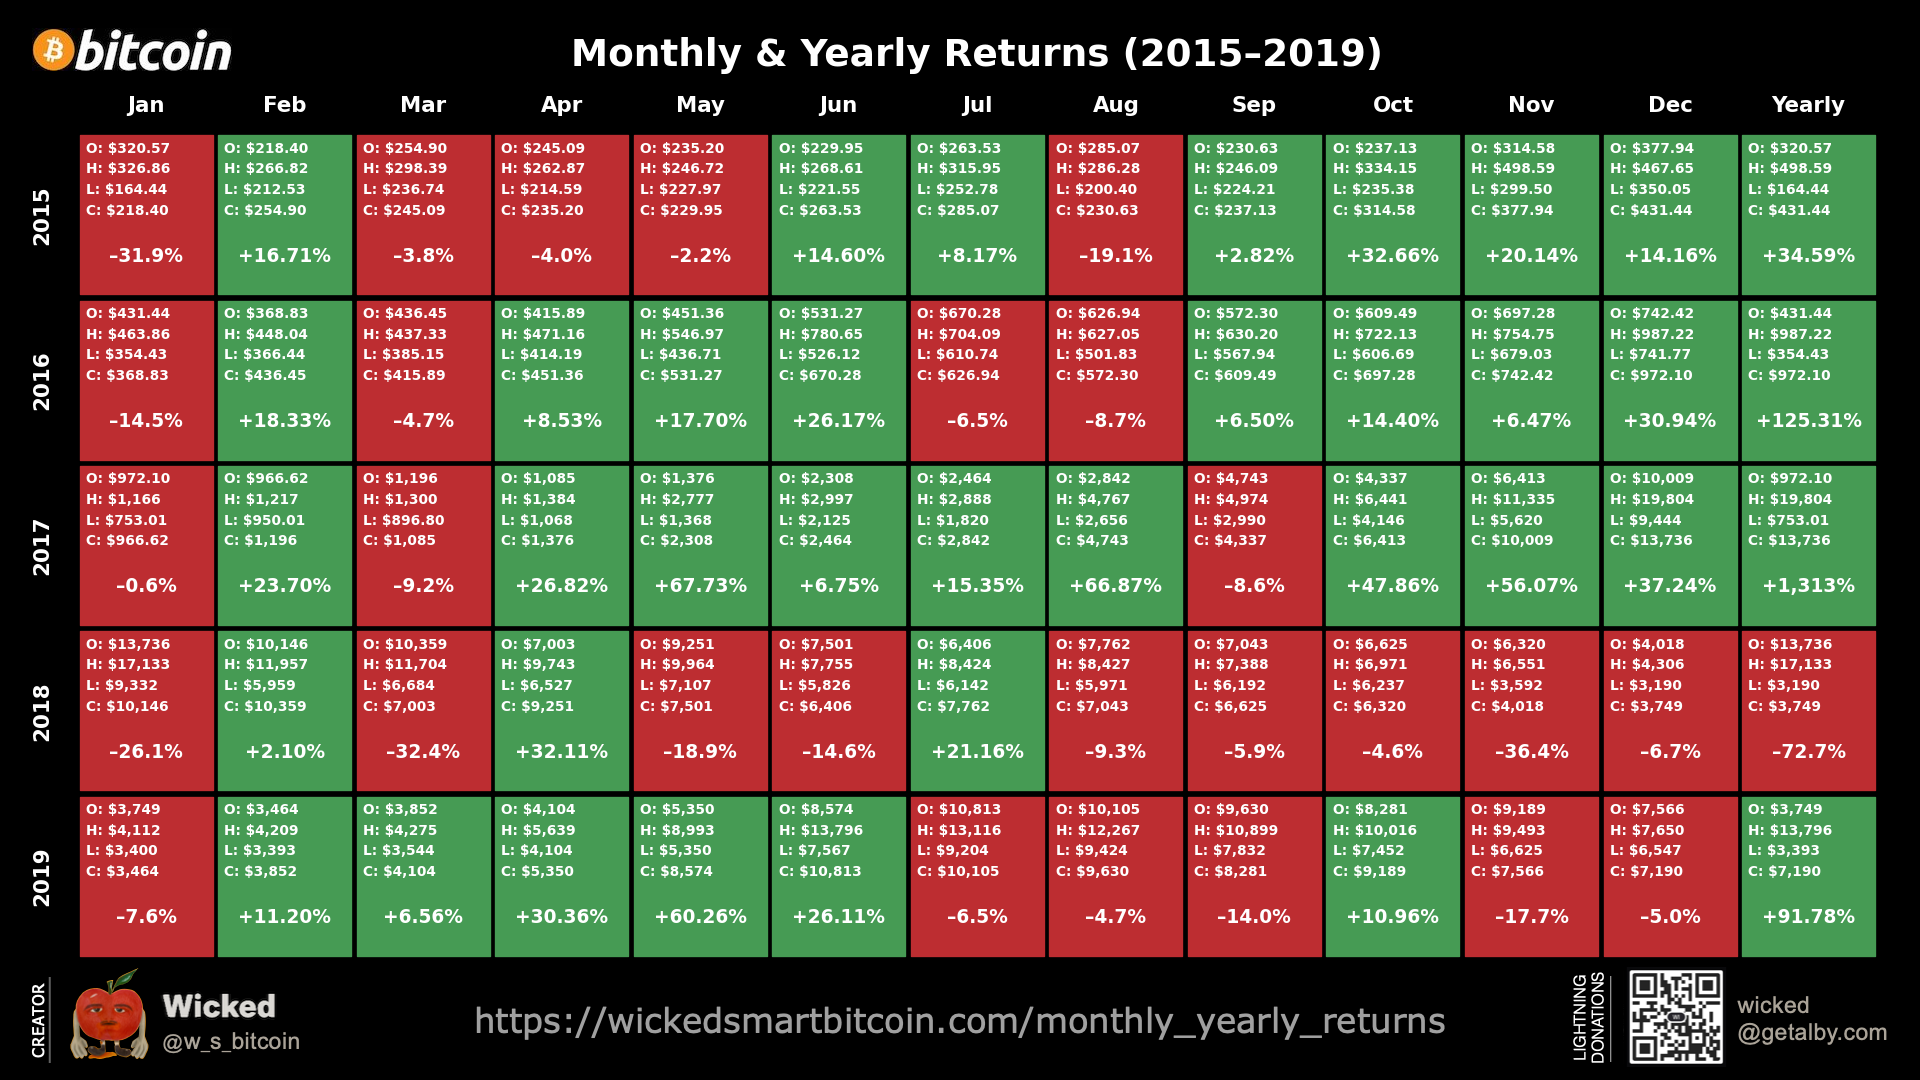 bitcoin
Monthly & Yearly Returns (2015–2019)
Jan Feb Mar Apr May Jun Jul Aug Sep Oct Nov Dec Yearly
2015
O: $320.57 O: $218.40 O: $254.90 O: $245.09 O: $235.20 O: $229.95 O: $263.53 O: $285.07 O: $230.63 O: $237.13 O: $314.58 O: $377.94 O: $320.57
H: $326.86 H: $266.82 H: $298.39 H: $262.87 H: $246.72 H: $268.61 H: $315.95 H: $286.28 H: $246.09 H: $334.15 H: $498.59 H: $467.65 H: $498.59
L: $164.44 L: $212.53 L: $236.74 L: $214.59 L: $227.97 L: $221.55 L: $252.78 L: $200.40 L: $224.21 L: $235.38 L: $299.50 L: $350.05 L: $164.44
C: $218.40 C: $254.90 C: $245.09 C: $235.20 C: $229.95 C: $263.53 C: $285.07 C: $230.63 C: $237.13 C: $314.58 C: $377.94 C: $431.44 C: $431.44
–31.9% +16.71% –3.8% –4.0% –2.2% +14.60% +8.17% –19.1% +2.82% +32.66% +20.14% +14.16% +34.59%
2016
O: $431.44 O: $368.83 O: $436.45 O: $415.89 O: $451.36 O: $531.27 O: $670.28 O: $626.94 O: $572.30 O: $609.49 O: $697.28 O: $742.42 O: $431.44
H: $463.86 H: $448.04 H: $437.33 H: $471.16 H: $546.97 H: $780.65 H: $704.09 H: $627.05 H: $630.20 H: $722.13 H: $754.75 H: $987.22 H: $987.22
L: $354.43 L: $366.44 L: $385.15 L: $414.19 L: $436.71 L: $526.12 L: $610.74 L: $501.83 L: $567.94 L: $606.69 L: $679.03 L: $741.77 L: $354.43
C: $368.83 C: $436.45 C: $415.89 C: $451.36 C: $531.27 C: $670.28 C: $626.94 C: $572.30 C: $609.49 C: $697.28 C: $742.42 C: $972.10 C: $972.10
–14.5% +18.33% –4.7% +8.53% +17.70% +26.17% –6.5% –8.7% +6.50% +14.40% +6.47% +30.94% +125.31%
2017
O: $972.10 O: $966.62 O: $1,196 O: $1,085 O: $1,376 O: $2,308 O: $2,464 O: $2,842 O: $4,743 O: $4,337 O: $6,413 O: $10,009 O: $972.10
H: $1,166 H: $1,217 H: $1,300 H: $1,384 H: $2,777 H: $2,997 H: $2,888 H: $4,767 H: $4,974 H: $6,441 H: $11,335 H: $19,804 H: $19,804
L: $753.01 L: $950.01 L: $896.80 L: $1,068 L: $1,368 L: $2,125 L: $1,820 L: $2,656 L: $2,990 L: $4,146 L: $5,620 L: $9,444 L: $753.01
C: $966.62 C: $1,196 C: $1,085 C: $1,376 C: $2,308 C: $2,464 C: $2,842 C: $4,743 C: $4,337 C: $6,413 C: $10,009 C: $13,736 C: $13,736
–0.6% +23.70% –9.2% +26.82% +67.73% +6.75% +15.35% +66.87% –8.6% +47.86% +56.07% +37.24% +1,313%
2018
O: $13,736 O: $10,146 O: $10,359 O: $7,003 O: $9,251 O: $7,501 O: $6,406 O: $7,762 O: $7,043 O: $6,625 O: $6,320 O: $4,018 O: $13,736
H: $17,133 H: $11,957 H: $11,704 H: $9,743 H: $9,964 H: $7,755 H: $8,424 H: $8,427 H: $7,388 H: $6,971 H: $6,551 H: $4,306 H: $17,133
L: $9,332 L: $5,959 L: $6,684 L: $6,527 L: $7,107 L: $5,826 L: $6,142 L: $5,971 L: $6,192 L: $6,237 L: $3,592 L: $3,190 L: $3,190
C: $10,146 C: $10,359 C: $7,003 C: $9,251 C: $7,501 C: $6,406 C: $7,762 C: $7,043 C: $6,625 C: $6,320 C: $4,018 C: $3,749 C: $3,749
–26.1% +2.10% –32.4% +32.11% –18.9% –14.6% +21.16% –9.3% –5.9% –4.6% –36.4% –6.7% –72.7%
2019
O: $3,749 O: $3,464 O: $3,852 O: $4,104 O: $5,350 O: $8,574 O: $10,813 O: $10,105 O: $9,630 O: $8,281 O: $9,189 O: $7,566 O: $3,749
H: $4,112 H: $4,209 H: $4,275 H: $5,639 H: $8,993 H: $13,796 H: $13,116 H: $12,267 H: $10,899 H: $10,016 H: $9,493 H: $7,650 H: $13,796
L: $3,400 L: $3,393 L: $3,544 L: $4,104 L: $5,350 L: $7,567 L: $9,204 L: $9,424 L: $7,832 L: $7,452 L: $6,625 L: $6,547 L: $3,393
C: $3,464 C: $3,852 C: $4,104 C: $5,350 C: $8,574 C: $10,813 C: $10,105 C: $9,630 C: $8,281 C: $9,189 C: $7,566 C: $7,190 C: $7,190
–7.6% +11.20% +6.56% +30.36% +60.26% +26.11% –6.5% –4.7% –14.0% +10.96% –17.7% –5.0% +91.78%
CREATOR
Wicked
@w_s_bitcoin
https://wickedsmartbitcoin.com/monthly_yearly_returns
LIGHTNING
DONATIONS
wicked
@getalby.com